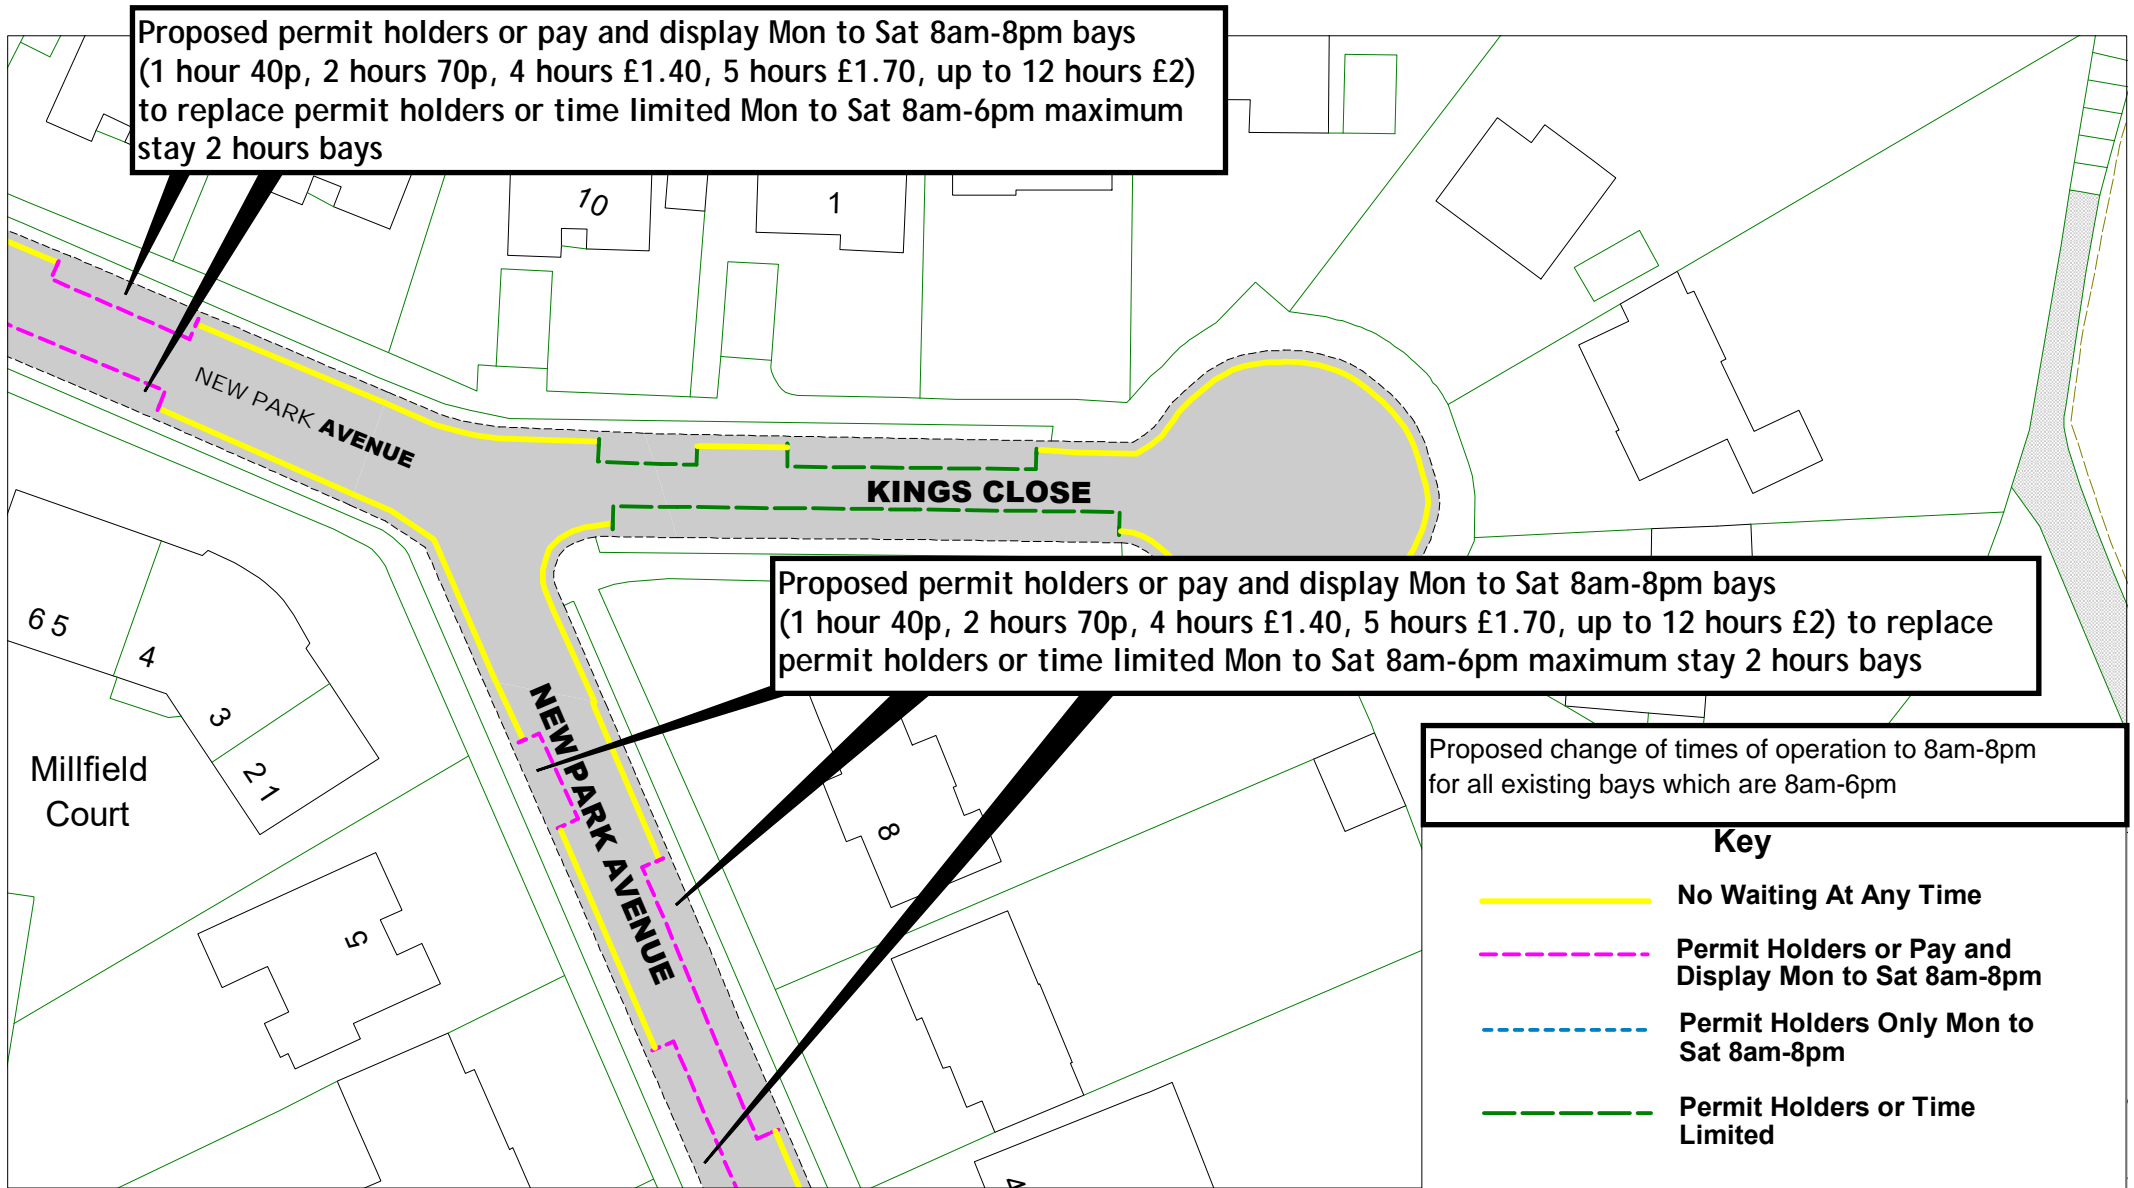 Proposed permit holders or pay and display Mon to Sat 8am-8pm bays
(1 hour 40p, 2 hours 70p, 4 hours £1.40, 5 hours £1.70, up to 12 hours £2)
to replace permit holders or time limited Mon to Sat 8am-6pm maximum
stay 2 hours bays
10
1
NEW PARK AVENUE
KINGS CLOSE
Proposed permit holders or pay and display Mon to Sat 8am-8pm bays
(1 hour 40p, 2 hours 70p, 4 hours £1.40, 5 hours £1.70, up to 12 hours £2) to replace
permit holders or time limited Mon to Sat 8am-6pm maximum stay 2 hours bays
6 5
4
3
2 1
Millfield
Court
NEW PARK AVENUE
8
5
4
Proposed change of times of operation to 8am-8pm
for all existing bays which are 8am-6pm
Key
No Waiting At Any Time
Permit Holders or Pay and
Display Mon to Sat 8am-8pm
Permit Holders Only Mon to
Sat 8am-8pm
Permit Holders or Time
Limited